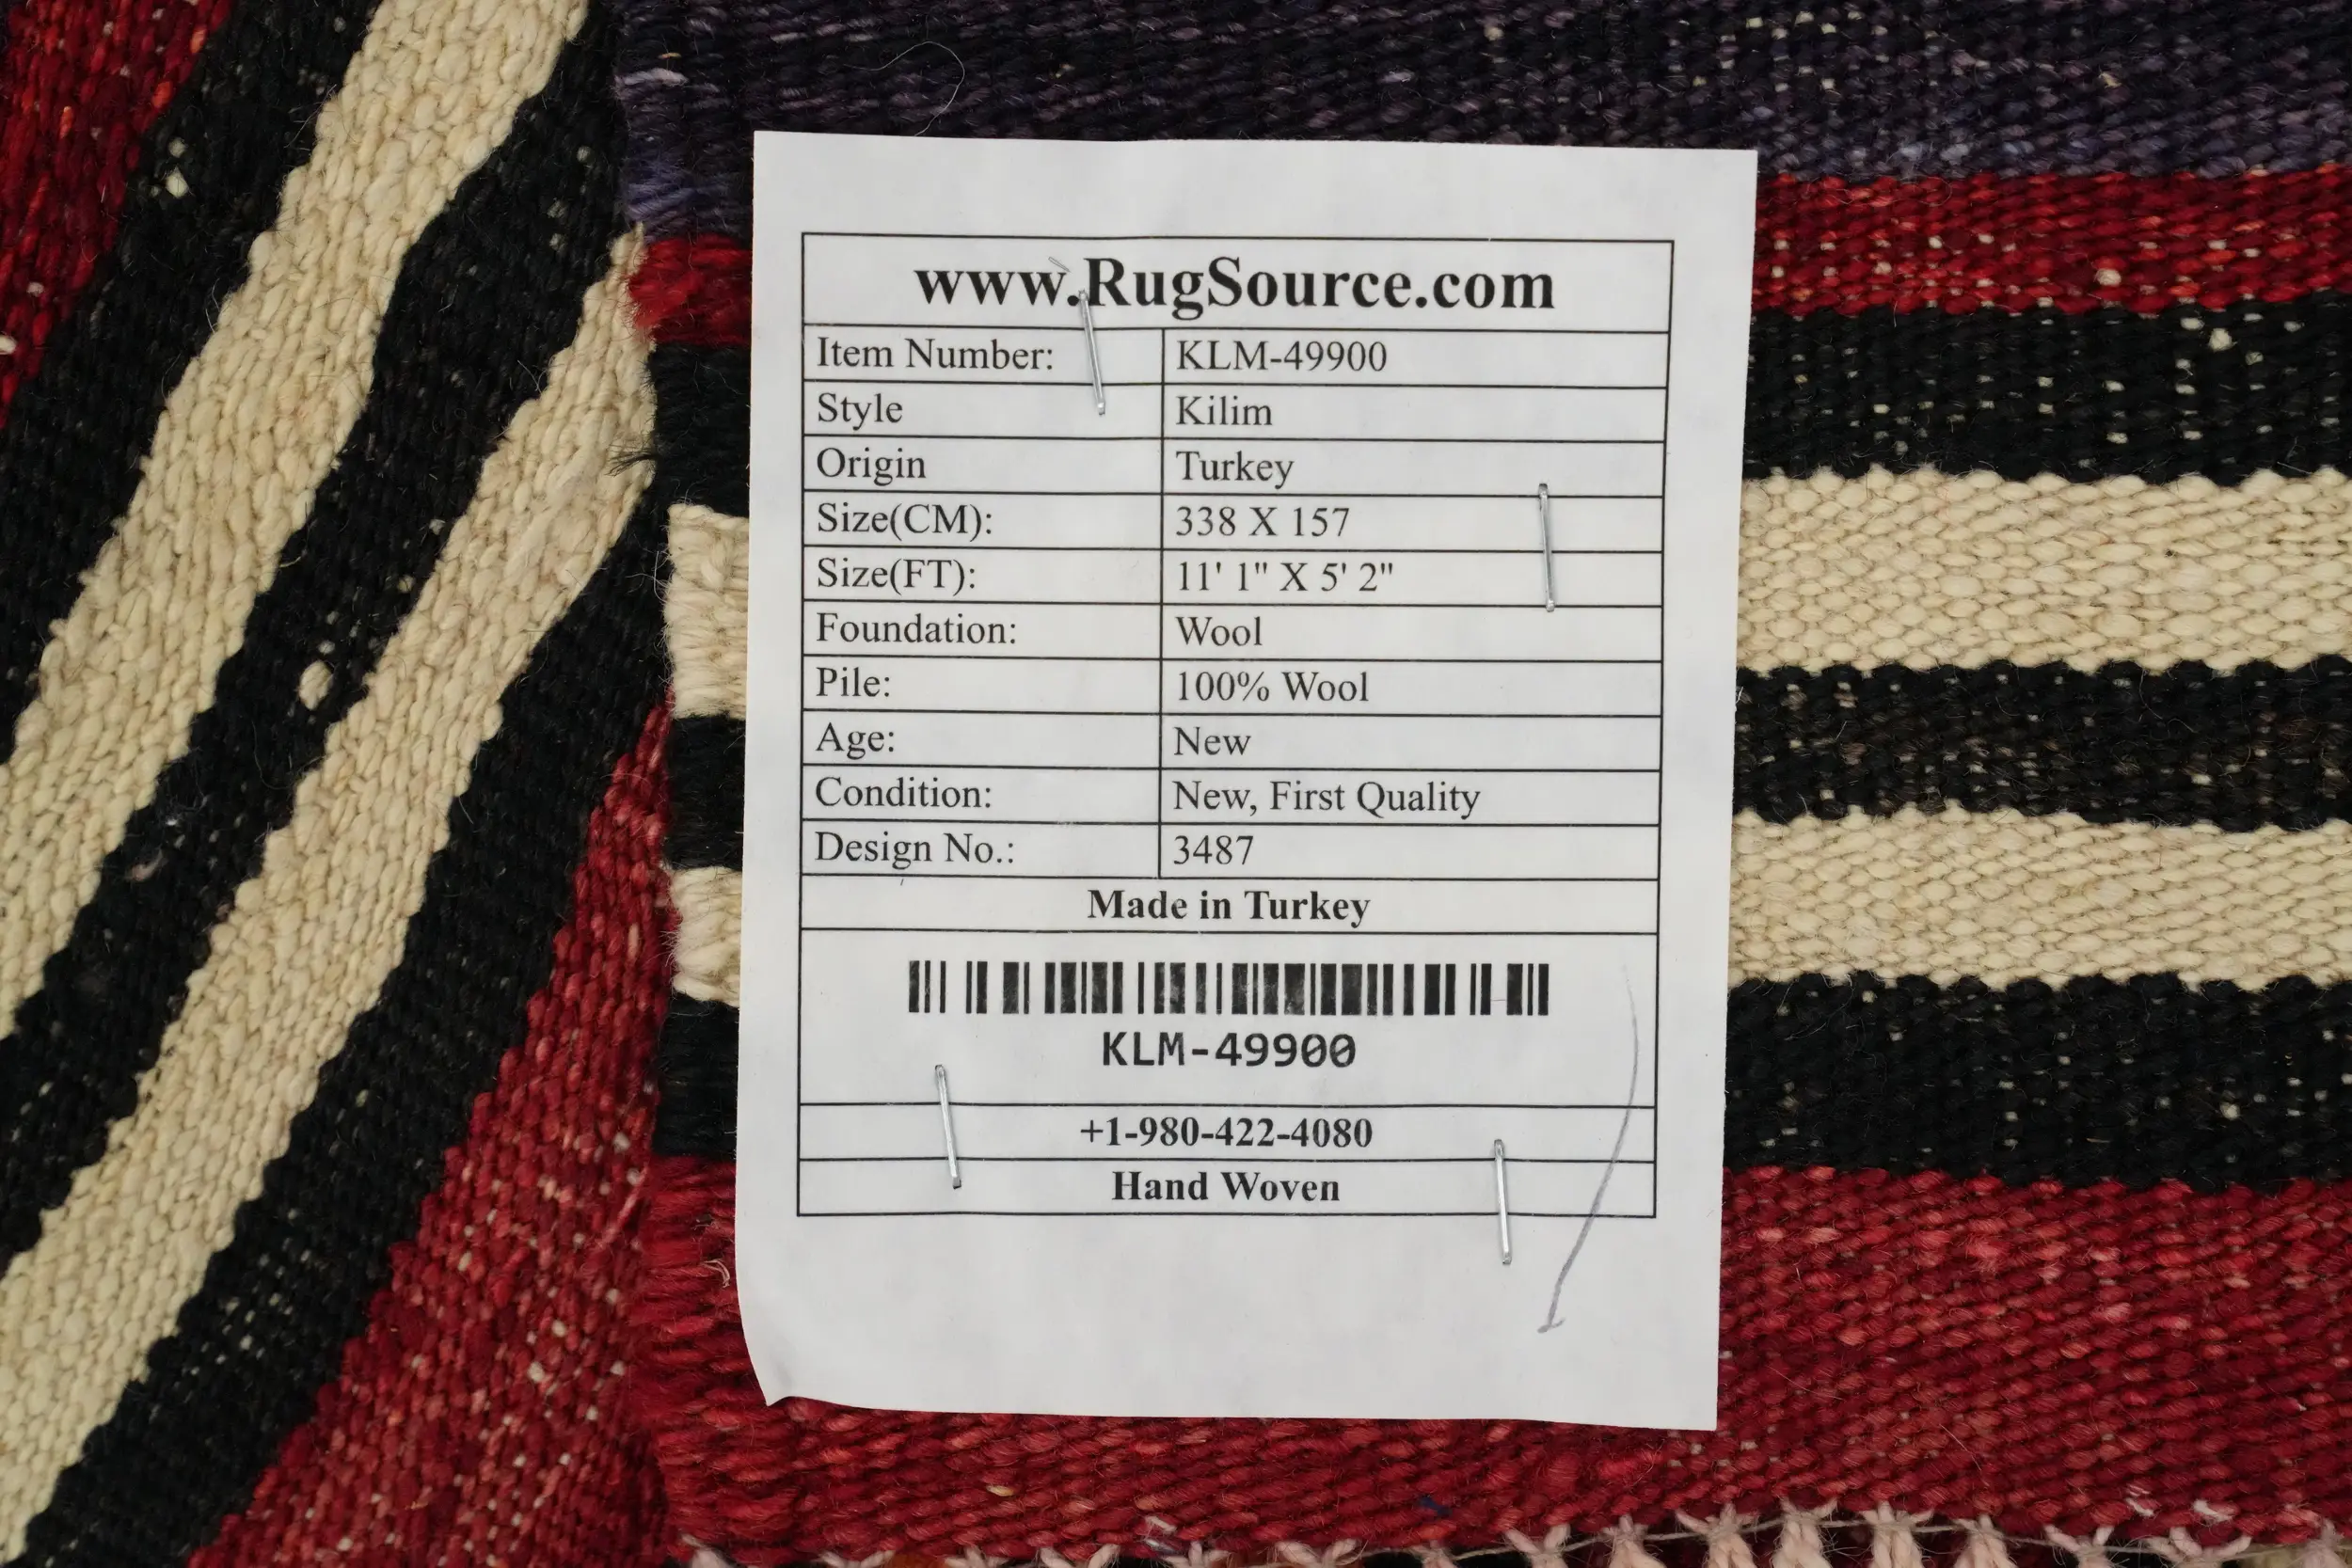 www.RugSource.com
Item Number: KLM-49900
Style Kilim
Origin Turkey
Size(CM): 338 X 157
Size(FT): 11' 1" X 5' 2"
Foundation: Wool
Pile: 100% Wool
Age: New
Condition: New, First Quality
Design No.: 3487
Made in Turkey
KLM-49900
+1-980-422-4080
Hand Woven